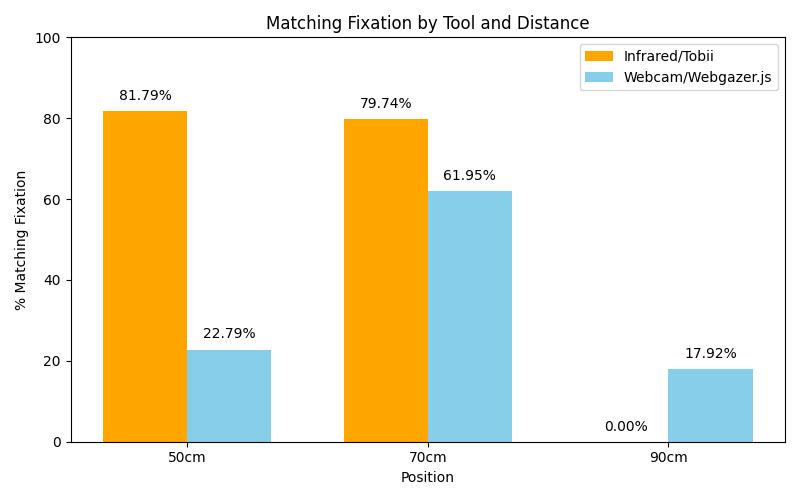 Matching Fixation by Tool and Distance
% Matching Fixation
100
80
60
40
20
0
Infrared/Tobii
Webcam/Webgazer.js
81.79%
22.79%
79.74%
61.95%
0.00%
17.92%
50cm
70cm
90cm
Position